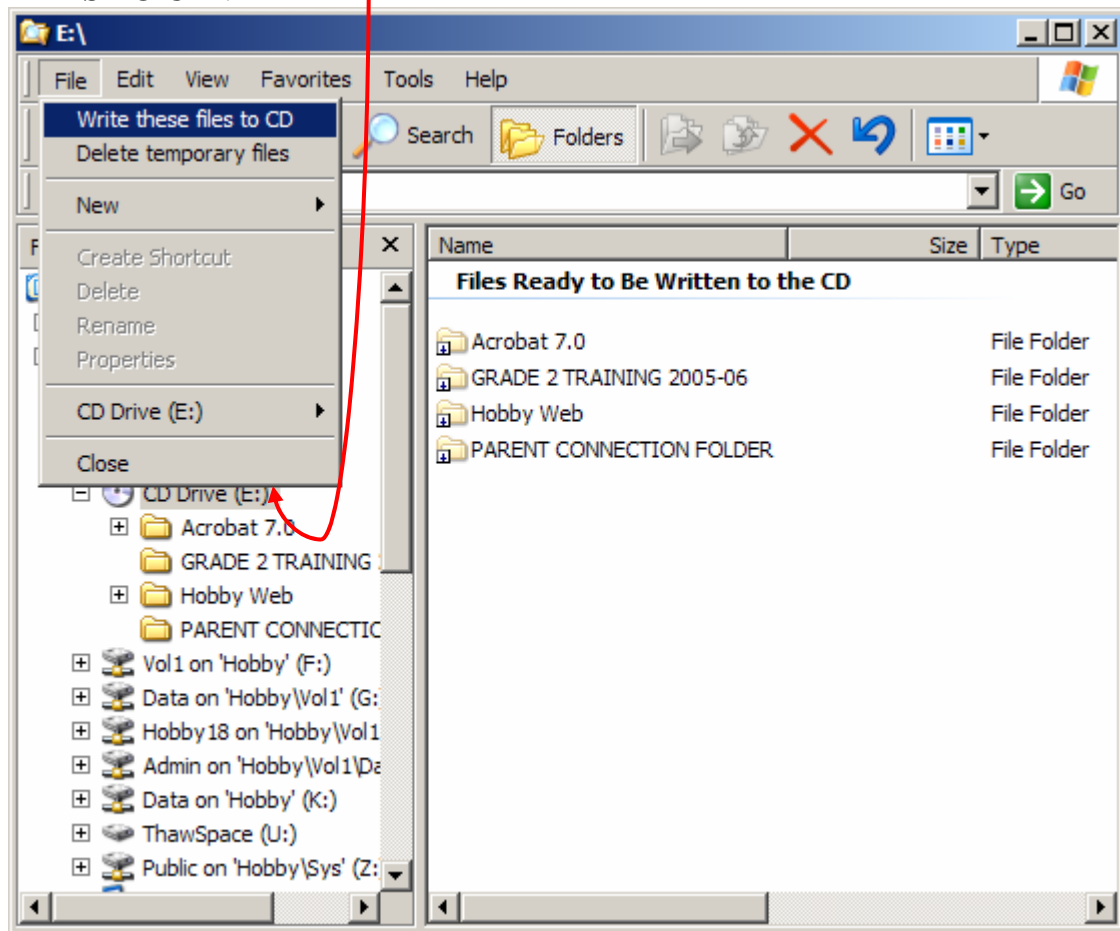 E:\
File Edit View Favorites Tools Help
Write these files to CD
Delete temporary files
New
Create Shortcut
Delete
Rename
Properties
CD Drive (E:)
Close
Search Folders
Go
CD Drive (E:)
Acrobat 7.0
GRADE 2 TRAINING
Hobby Web
PARENT CONNECTIC
Vol1 on 'Hobby' (F:)
Data on 'Hobby\Vol1' (G:
Hobby18 on 'Hobby\Vol1
Admin on 'Hobby\Vol1\Da
Data on 'Hobby' (K:)
ThawSpace (U:)
Public on 'Hobby\Sys' (Z:
Name Size Type
Files Ready to Be Written to the CD
Acrobat 7.0 File Folder
GRADE 2 TRAINING 2005-06 File Folder
Hobby Web File Folder
PARENT CONNECTION FOLDER File Folder